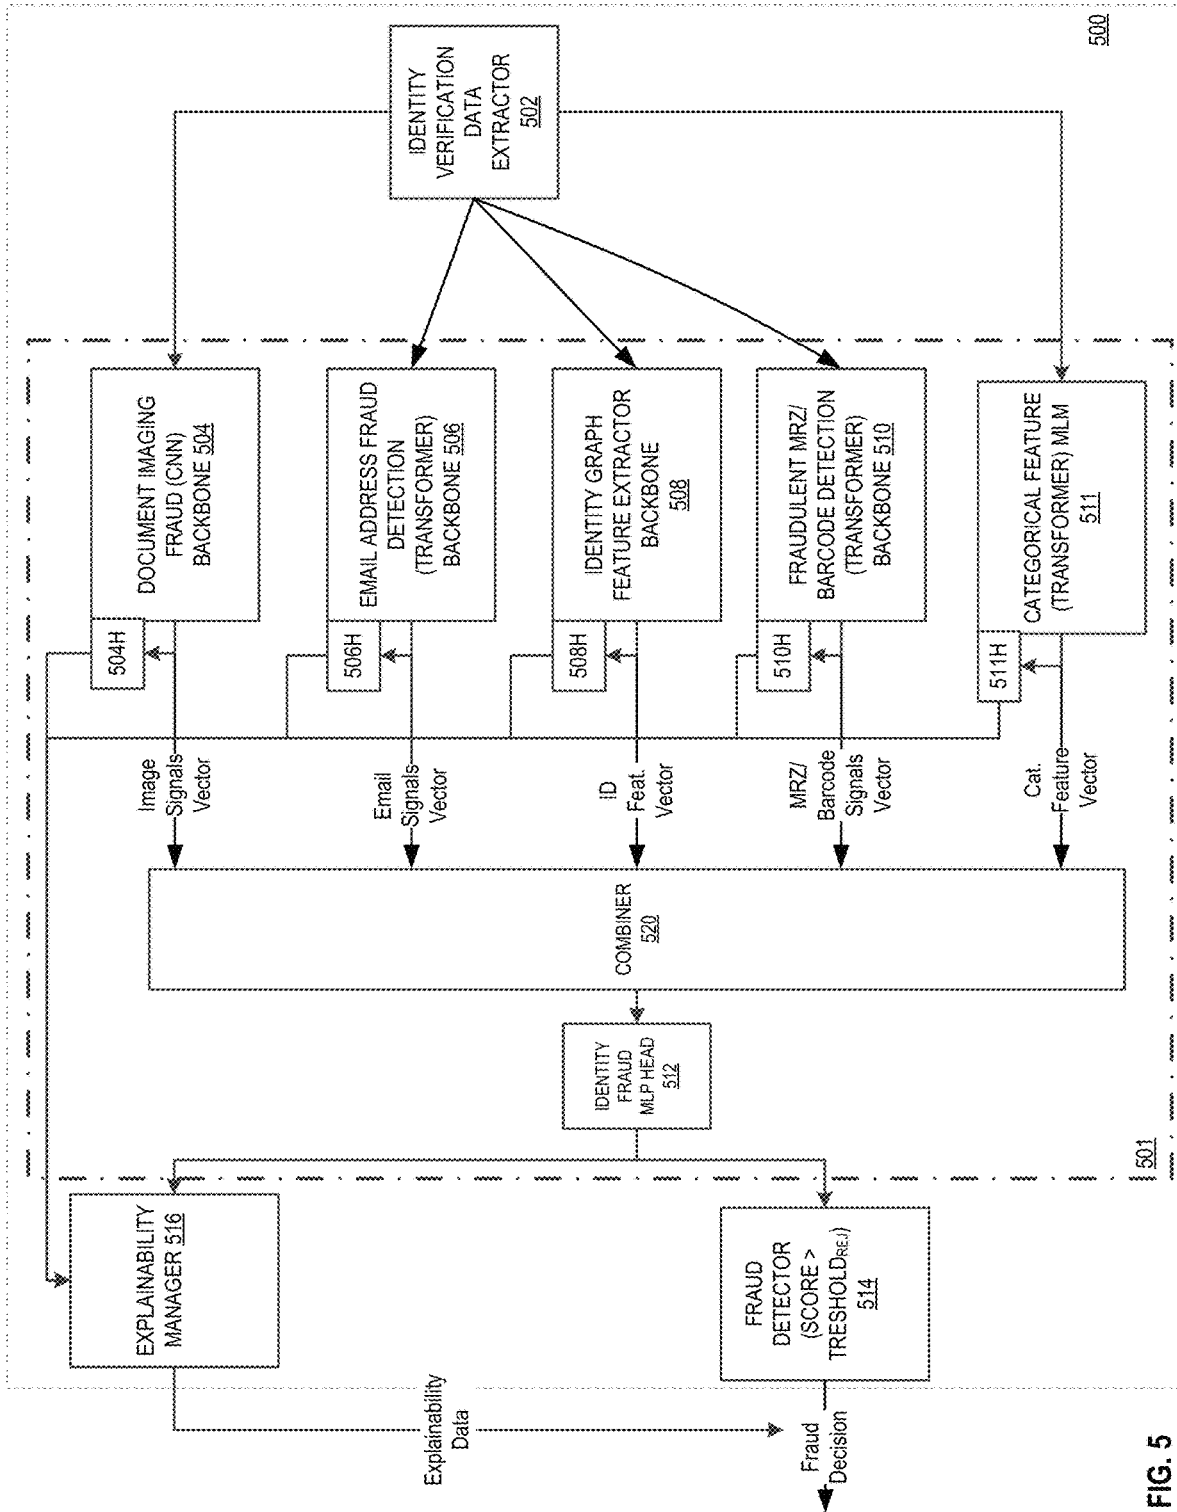 500
IDENTITY
VERIFICATION
DATA
EXTRACTOR
502
DOCUMENT IMAGING
FRAUD (CNN)
BACKBONE 504
504H
EMAIL ADDRESS FRAUD
DETECTION
(TRANSFORMER)
BACKBONE 506
506H
IDENTITY GRAPH
FEATURE EXTRACTOR
BACKBONE
508
508H
FRAUDULENT MRZ/
BARCODE DETECTION
(TRANSFORMER)
BACKBONE 510
510H
CATEGORICAL FEATURE
(TRANSFORMER) MLM
511
511H
Image
Signals
Vector
Email
Signals
Vector
ID
Feat.
Vector
MRZ/
Barcode
Signals
Vector
Cat.
Feature
Vector
COMBINER
520
IDENTITY
FRAUD
MLP HEAD
512
501
EXPLAINABILITY
MANAGER 516
FRAUD
DETECTOR
(SCORE >
TRESHOLDREJ)
514
Explainability
Data
Fraud
Decision
FIG. 5